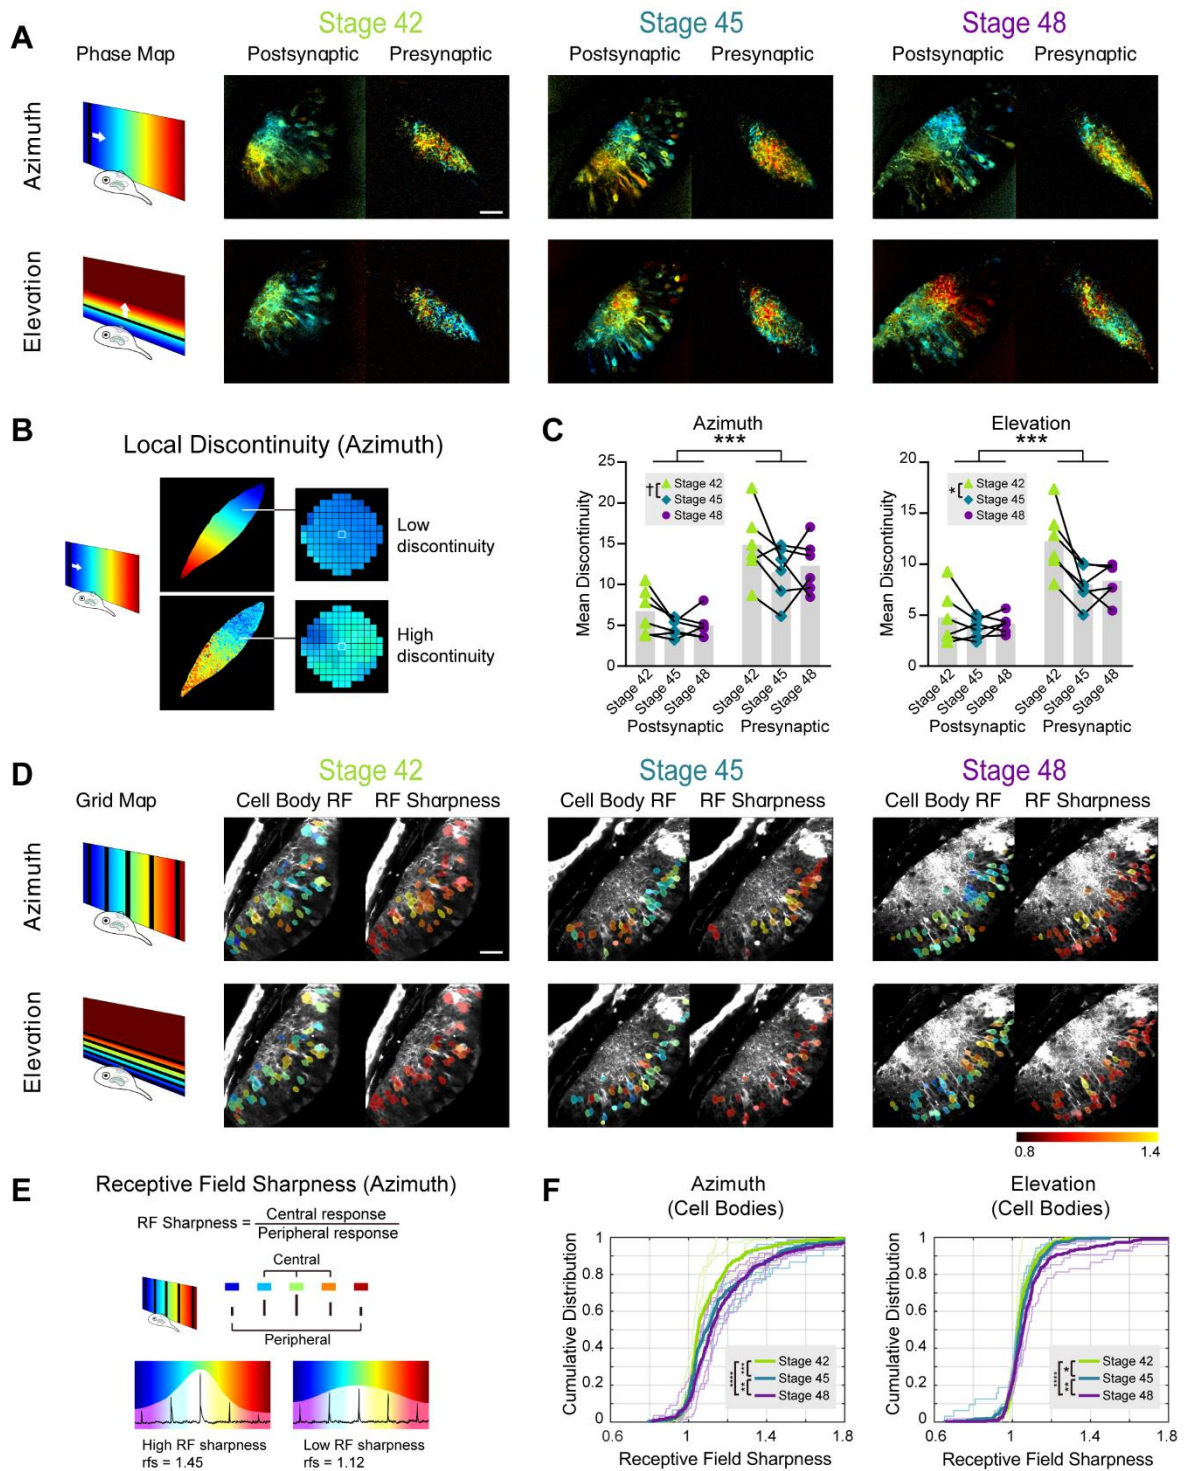 A
Stage 42
Stage 45
Stage 48
Phase Map
Postsynaptic Presynaptic
Postsynaptic Presynaptic
Postsynaptic Presynaptic
Azimuth
Elevation
B
Local Discontinuity (Azimuth)
Low
discontinuity
High
discontinuity
C
Azimuth
***
Mean Discontinuity
25
20
15
10
5
0
† Stage 42
Stage 45
Stage 48
Stage 42 Stage 45 Stage 48 Stage 42 Stage 45 Stage 48
Postsynaptic Presynaptic
Elevation
***
Mean Discontinuity
20
15
10
5
0
* Stage 42
Stage 45
Stage 48
Stage 42 Stage 45 Stage 48 Stage 42 Stage 45 Stage 48
Postsynaptic Presynaptic
D
Stage 42
Stage 45
Stage 48
Grid Map
Cell Body RF RF Sharpness
Cell Body RF RF Sharpness
Cell Body RF RF Sharpness
Azimuth
Elevation
0.8 1.4
E
Receptive Field Sharpness (Azimuth)
RF Sharpness = Central response
Peripheral response
Central
Peripheral
High RF sharpness
rfs = 1.45
Low RF sharpness
rfs = 1.12
F
Azimuth
(Cell Bodies)
Cumulative Distribution
1
0.8
0.6
0.4
0.2
0
0.6 1 1.4 1.8
Receptive Field Sharpness
**** *** Stage 42
** Stage 45
Stage 48
Elevation
(Cell Bodies)
Cumulative Distribution
1
0.8
0.6
0.4
0.2
0
0.6 1 1.4 1.8
Receptive Field Sharpness
**** * Stage 42
** Stage 45
Stage 48